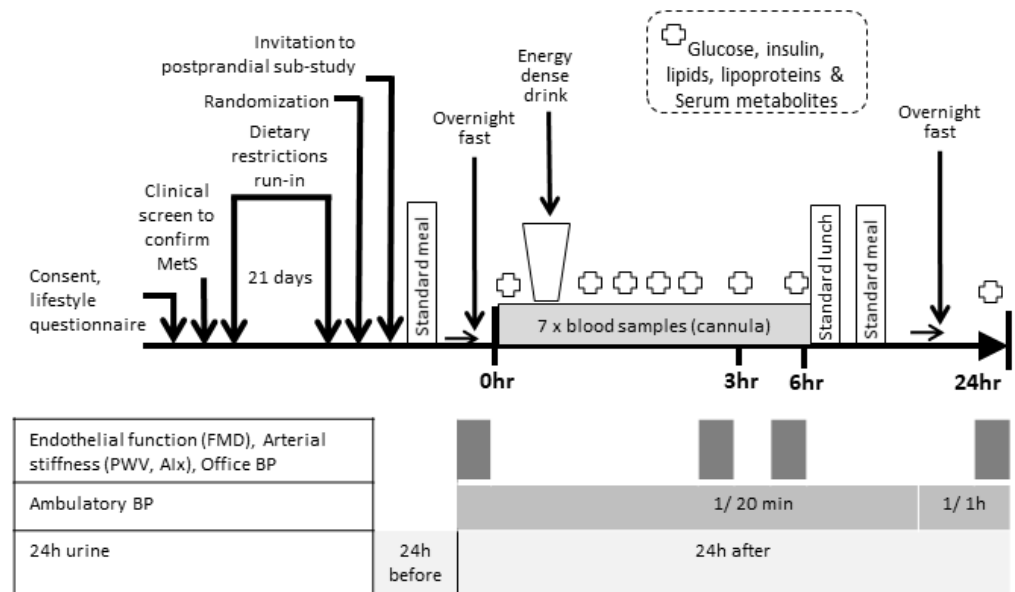 Invitation to
postprandial sub-study
Randomization
Dietary
restrictions
run-in
Clinical
screen to
confirm
MetS
Consent,
lifestyle
questionnaire
21 days
Standard meal
Overnight
fast
Energy
dense
drink
Glucose, insulin,
lipids, lipoproteins &
Serum metabolites
Overnight
fast
7 x blood samples (cannula)
Standard lunch
Standard meal
0hr
3hr
6hr
24hr
Endothelial function (FMD), Arterial
stiffness (PWV, AIx), Office BP
Ambulatory BP
1/ 20 min
1/ 1h
24h urine
24h
before
24h after